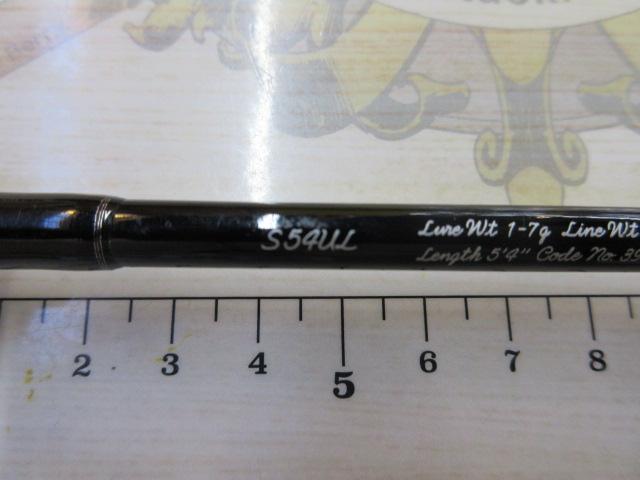 S54UL
Lure Wt 1-7g Line Wt
Length 5'4" Code No. 39
2 3 4 5 6 7 8